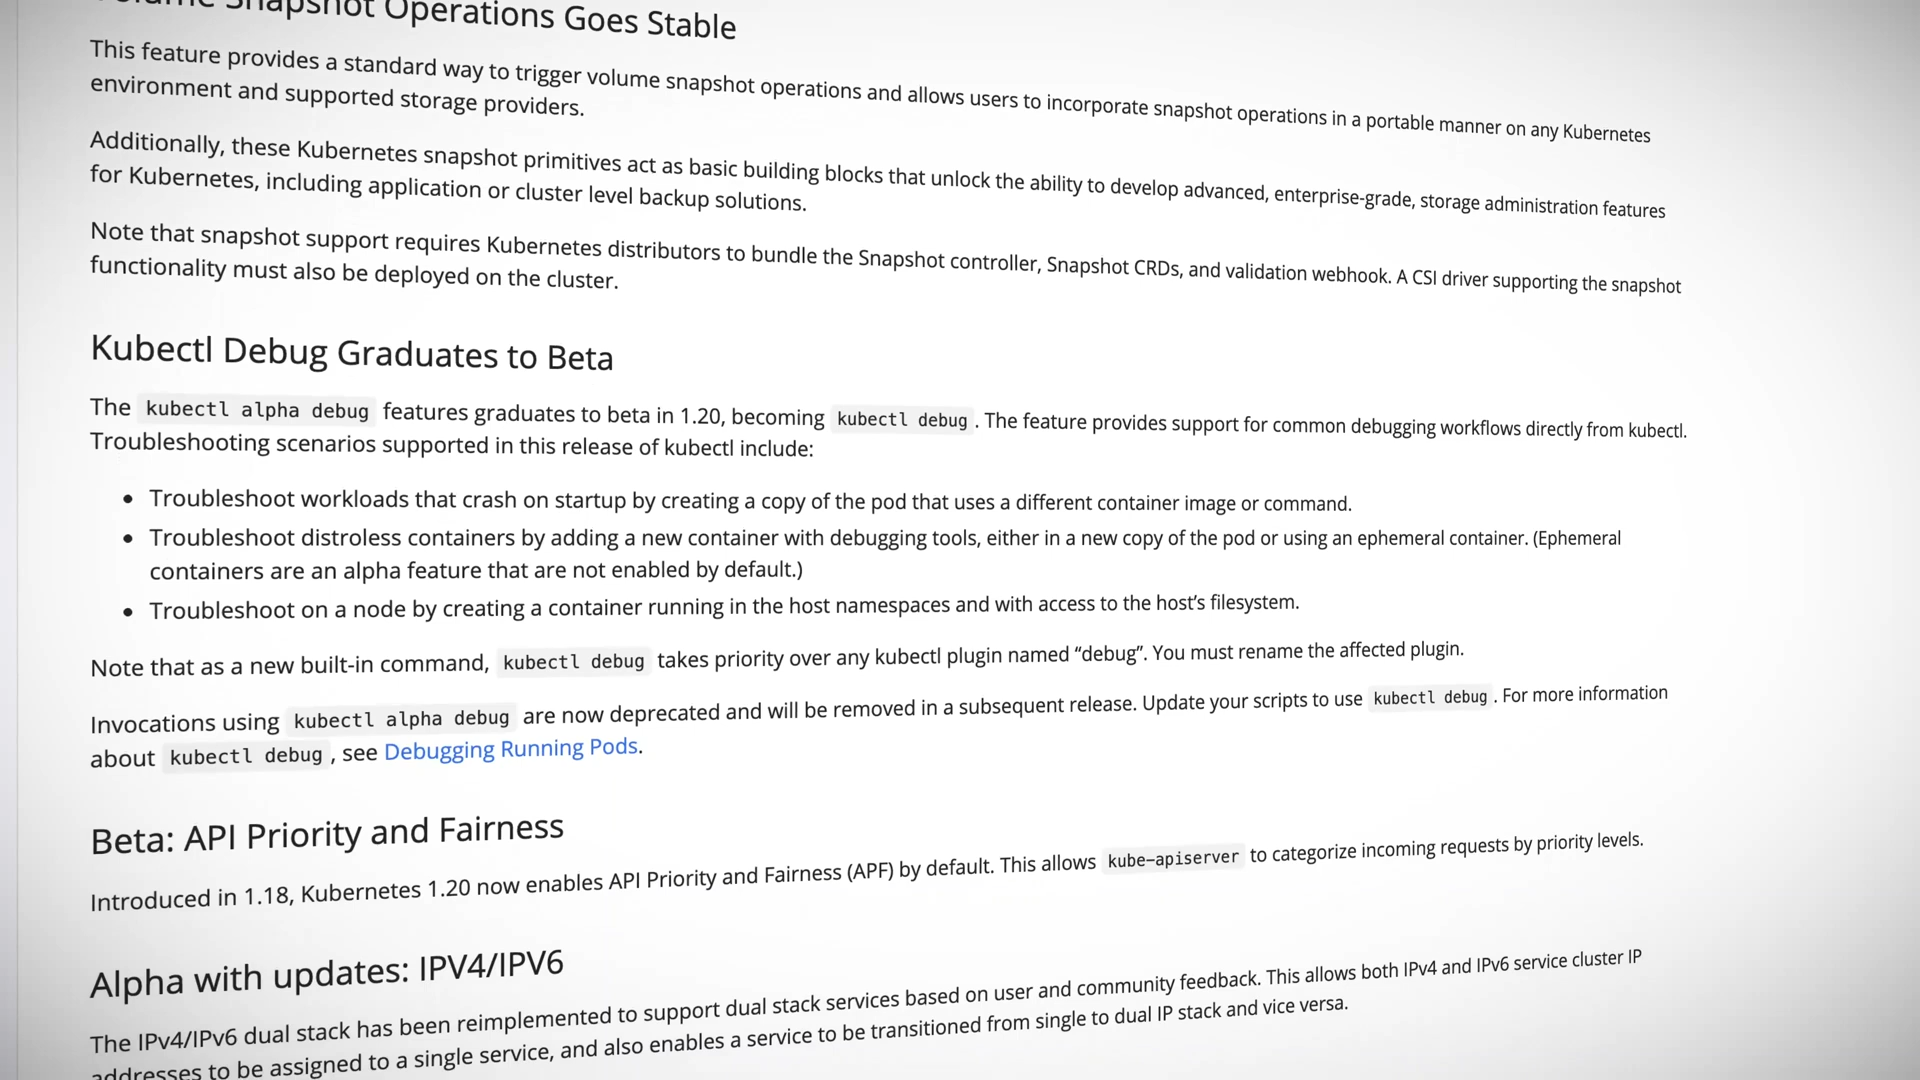 Volume Snapshot Operations Goes Stable
This feature provides a standard way to trigger volume snapshot operations and allows users to incorporate snapshot operations in a portable manner on any Kubernetes
environment and supported storage providers.
Additionally, these Kubernetes snapshot primitives act as basic building blocks that unlock the ability to develop advanced, enterprise-grade, storage administration features
for Kubernetes, including application or cluster level backup solutions.
Note that snapshot support requires Kubernetes distributors to bundle the Snapshot controller, Snapshot CRDs, and validation webhook. A CSI driver supporting the snapshot
functionality must also be deployed on the cluster.
Kubectl Debug Graduates to Beta
The kubectl alpha debug features graduates to beta in 1.20, becoming kubectl debug. The feature provides support for common debugging workflows directly from kubectl.
Troubleshooting scenarios supported in this release of kubectl include:
• Troubleshoot workloads that crash on startup by creating a copy of the pod that uses a different container image or command.
• Troubleshoot distroless containers by adding a new container with debugging tools, either in a new copy of the pod or using an ephemeral container. (Ephemeral
containers are an alpha feature that are not enabled by default.)
• Troubleshoot on a node by creating a container running in the host namespaces and with access to the host’s filesystem.
Note that as a new built-in command, kubectl debug takes priority over any kubectl plugin named “debug”. You must rename the affected plugin.
Invocations using kubectl alpha debug are now deprecated and will be removed in a subsequent release. Update your scripts to use kubectl debug. For more information
about kubectl debug, see Debugging Running Pods.
Beta: API Priority and Fairness
Introduced in 1.18, Kubernetes 1.20 now enables API Priority and Fairness (APF) by default. This allows kube-apiserver to categorize incoming requests by priority levels.
Alpha with updates: IPV4/IPV6
The IPv4/IPv6 dual stack has been reimplemented to support dual stack services based on user and community feedback. This allows both IPv4 and IPv6 service cluster IP
addresses to be assigned to a single service, and also enables a service to be transitioned from single to dual IP stack and vice versa.